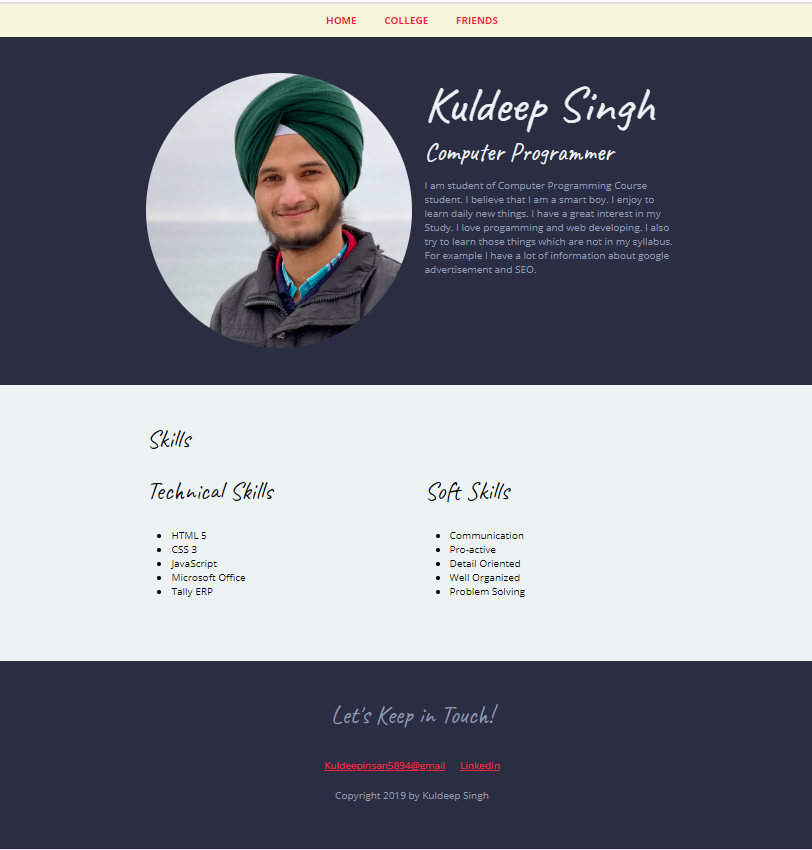 HOME COLLEGE FRIENDS
Kuldeep Singh
Computer Programmer
I am student of Computer Programming Course
student. I believe that I am a smart boy. I enjoy to
learn daily new things. I have a great interest in my
Study. I love progamming and web developing. I also
try to learn those things which are not in my syllabus.
For example I have a lot of information about google
advertisement and SEO.
Skills
Technical Skills
HTML 5
CSS 3
JavaScript
Microsoft Office
Tally ERP
Soft Skills
Communication
Pro-active
Detail Oriented
Well Organized
Problem Solving
Let's Keep in Touch!
Kuldeepinsan5894@gmail LinkedIn
Copyright 2019 by Kuldeep Singh